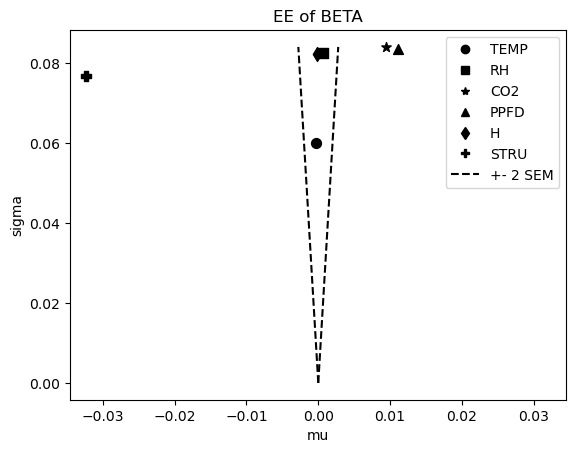 EE of BETA
TEMP
RH
CO2
PPFD
H
STRU
+- 2 SEM
sigma
0.08
0.06
0.04
0.02
0.00
−0.03
−0.02
−0.01
0.00
0.01
0.02
0.03
mu